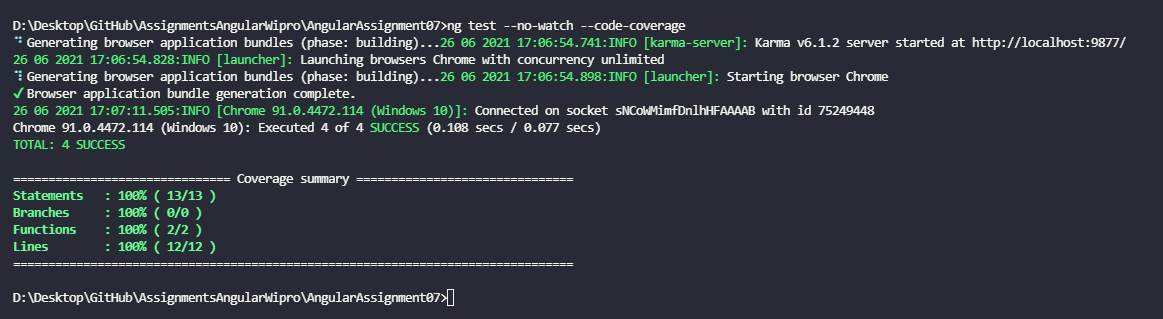 D:\Desktop\GitHub\AssignmentsAngularWipro\AngularAssignment07>ng test --no-watch --code-coverage
⠋ Generating browser application bundles (phase: building)...26 06 2021 17:06:54.741:INFO [karma-server]: Karma v6.1.2 server started at http://localhost:9877/
26 06 2021 17:06:54.828:INFO [launcher]: Launching browsers Chrome with concurrency unlimited
⠹ Generating browser application bundles (phase: building)...26 06 2021 17:06:54.898:INFO [launcher]: Starting browser Chrome
✔ Browser application bundle generation complete.
26 06 2021 17:07:11.505:INFO [Chrome 91.0.4472.114 (Windows 10)]: Connected on socket sNCoWMimfDnlhHFAAAAB with id 75249448
Chrome 91.0.4472.114 (Windows 10): Executed 4 of 4 SUCCESS (0.108 secs / 0.077 secs)
TOTAL: 4 SUCCESS
=============================== Coverage summary ===============================
Statements   : 100% ( 13/13 )
Branches     : 100% ( 0/0 )
Functions    : 100% ( 2/2 )
Lines        : 100% ( 12/12 )
================================================================================
D:\Desktop\GitHub\AssignmentsAngularWipro\AngularAssignment07>